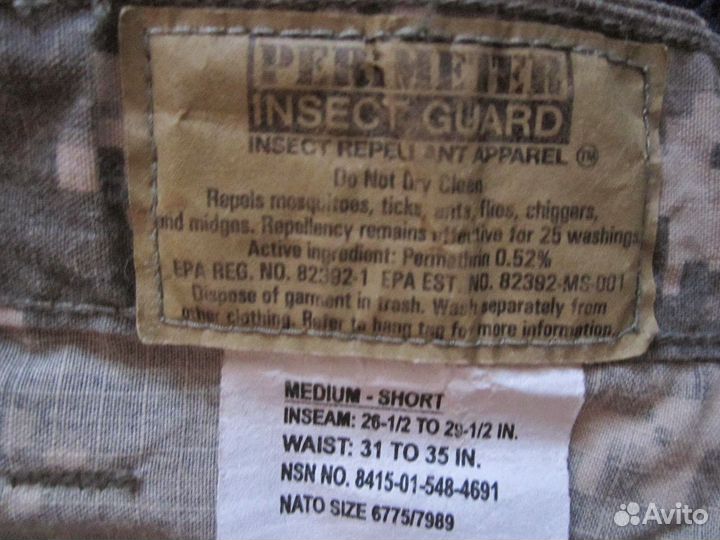 PERIMETER
INSECT GUARD
INSECT REPELLANT APPAREL ™
Do Not Dry Clean
Repels mosquitoes, ticks, ants, flies, chiggers,
and midges. Repellency remains effective for 25 washings
Active ingredient: Permethrin 0.52%
EPA REG. NO. 82392-1 EPA EST. NO. 82392-MS-001
Dispose of garment in trash. Wash separately from
other clothing. Refer to hang tag for more information.
MEDIUM - SHORT
INSEAM: 26-1/2 TO 29-1/2 IN.
WAIST: 31 TO 35 IN.
NSN NO. 8415-01-548-4691
NATO SIZE 6775/7989
Avito